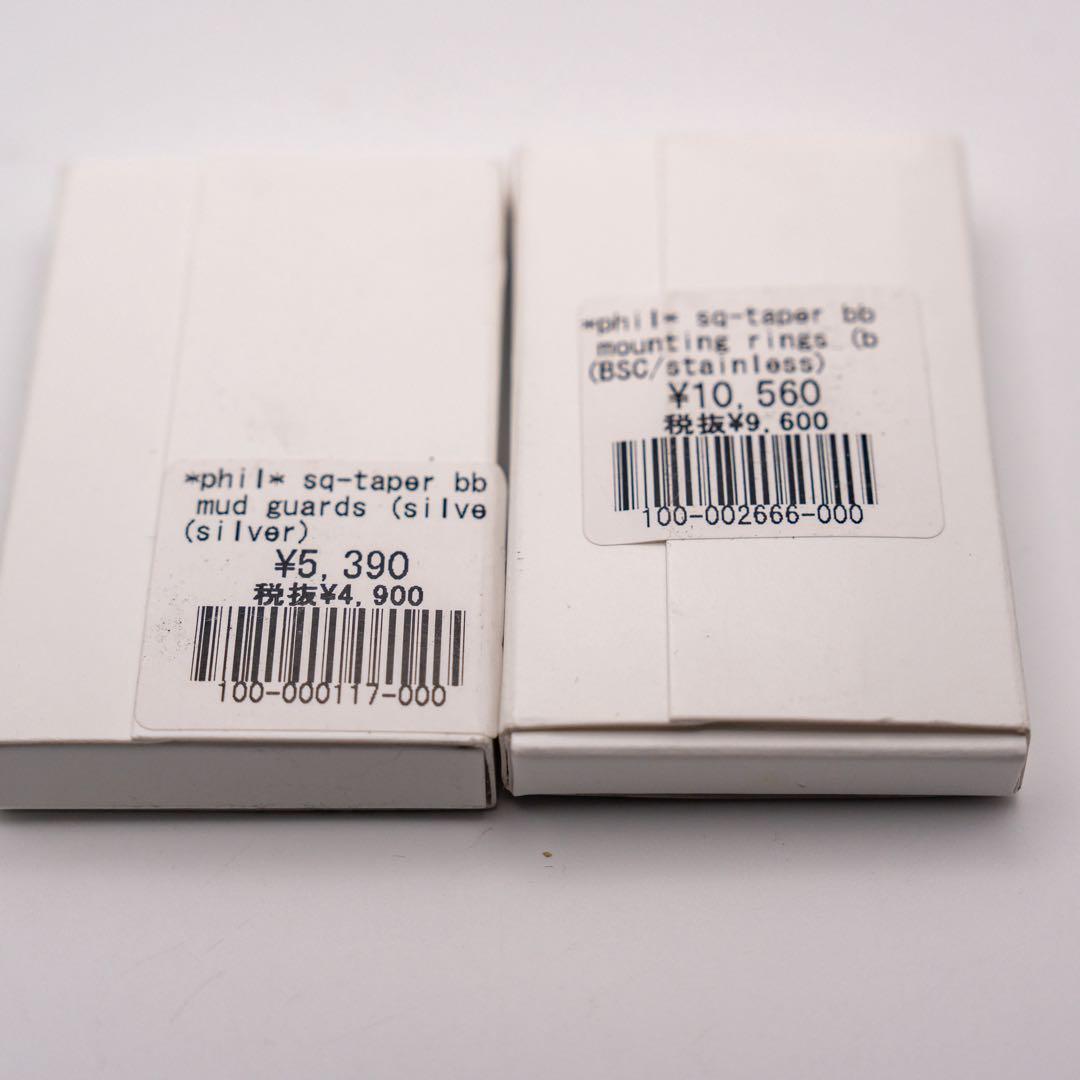 *phil* sq-taper bb
mud guards (silve
(silver)
¥5,390
税抜¥4,900
100-000117-000
*phil* sq-taper bb
mounting rings (b
(BSC/stainless)
¥10,560
税抜¥9,600
100-002666-000